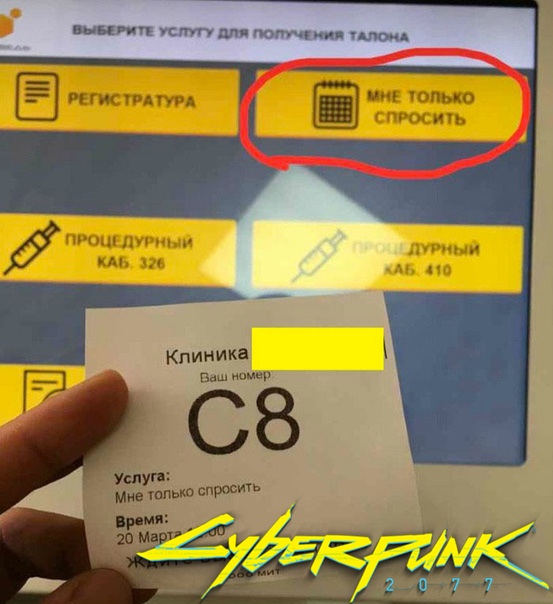 ВЫБЕРИТЕ УСЛУГУ ДЛЯ ПОЛУЧЕНИЯ ТАЛОНА
РЕГИСТРАТУРА
МНЕ ТОЛЬКО
СПРОСИТЬ
ПРОЦЕДУРНЫЙ
КАБ. 326
ПРОЦЕДУРНЫЙ
КАБ. 410
Клиника
Ваш номер:
C8
Услуга:
Мне только спросить
Время:
20 Марта
CYBERPUNK
2077